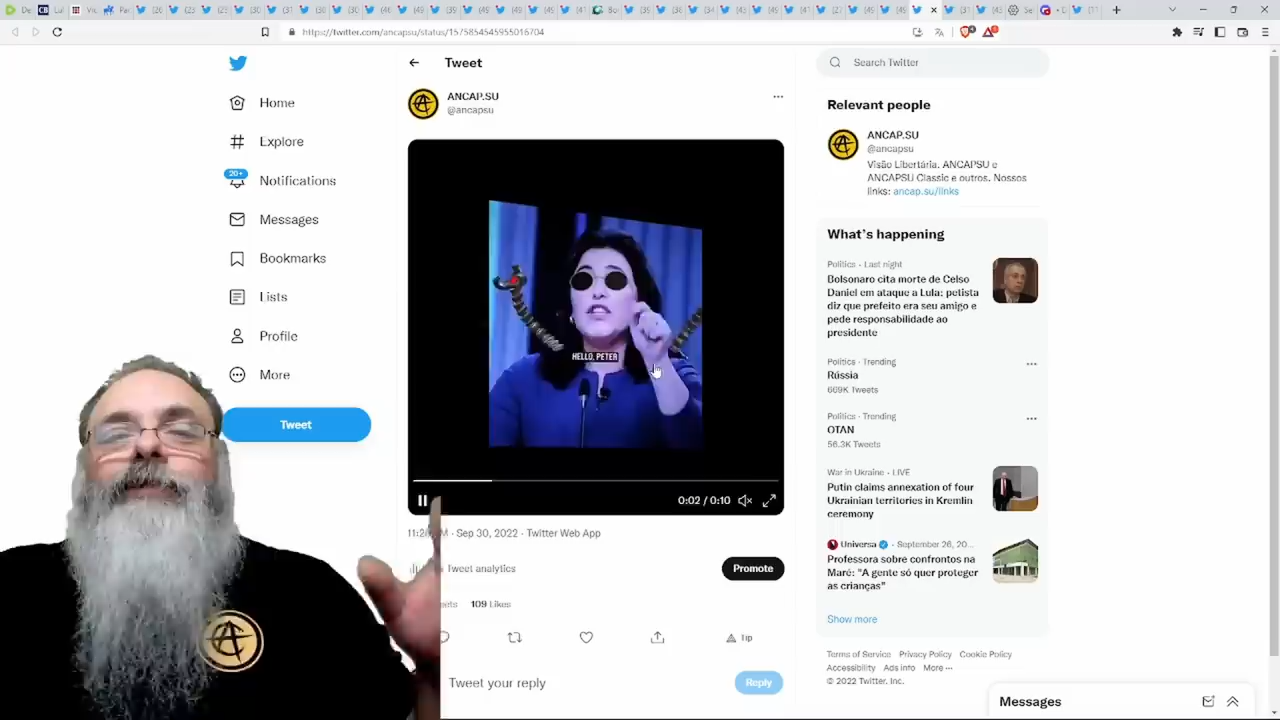 https://twitter.com/ancapsu/status/1575854545955016704
Home
Explore
20+
Notifications
Messages
Bookmarks
Lists
Profile
More
Tweet
Tweet
ANCAP.SU
@ancapsu
HELLO, PETER
0:02 / 0:10
Sep 30, 2022 · Twitter Web App
Tweet analytics
Promote
109 Likes
Tip
Tweet your reply
Reply
Search Twitter
Relevant people
ANCAP.SU
@ancapsu
Visão Libertária. ANCAPSU e
ANCAPSU Classic e outros. Nossos
links: ancap.su/links
What's happening
Politics · Last night
Bolsonaro cita morte de Celso
Daniel em ataque a Lula: petista
diz que prefeito era seu amigo e
pede responsabilidade ao
presidente
Politics · Trending
Rússia
669K Tweets
Politics · Trending
OTAN
56.3K Tweets
War in Ukraine · LIVE
Putin claims annexation of four
Ukrainian territories in Kremlin
ceremony
Universa · September 26, 20...
Professora sobre confrontos na
Maré: "A gente só quer proteger
as crianças"
Show more
Terms of Service Privacy Policy Cookie Policy
Accessibility Ads info More ···
© 2022 Twitter, Inc.
Messages